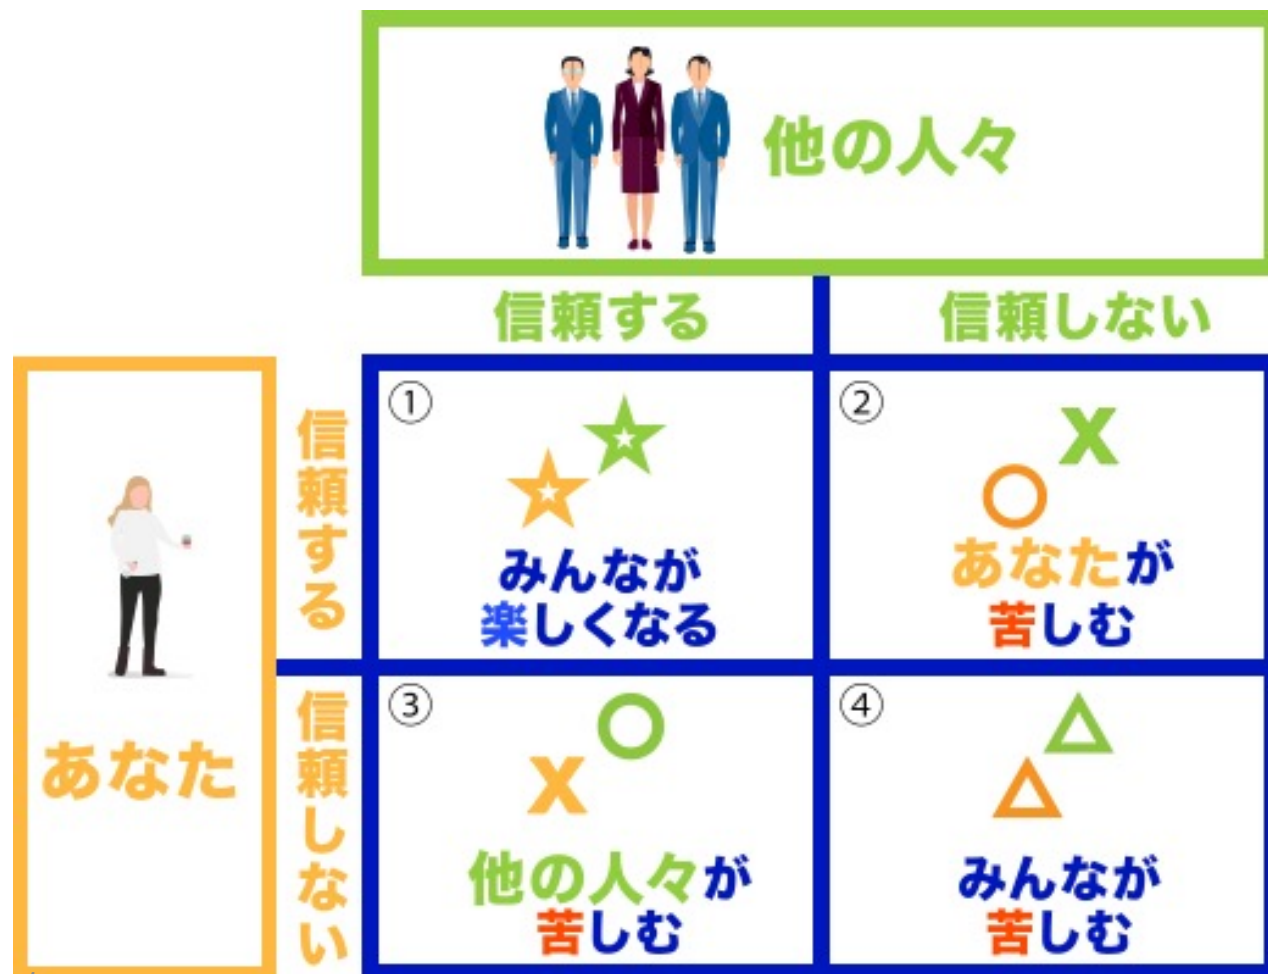 他の人々
信頼する
信頼しない
あなた
信頼する
信頼しない
①
みんなが
楽しくなる
②
X
あなたが
苦しむ
③
X
他の人々が
苦しむ
④
みんなが
苦しむ